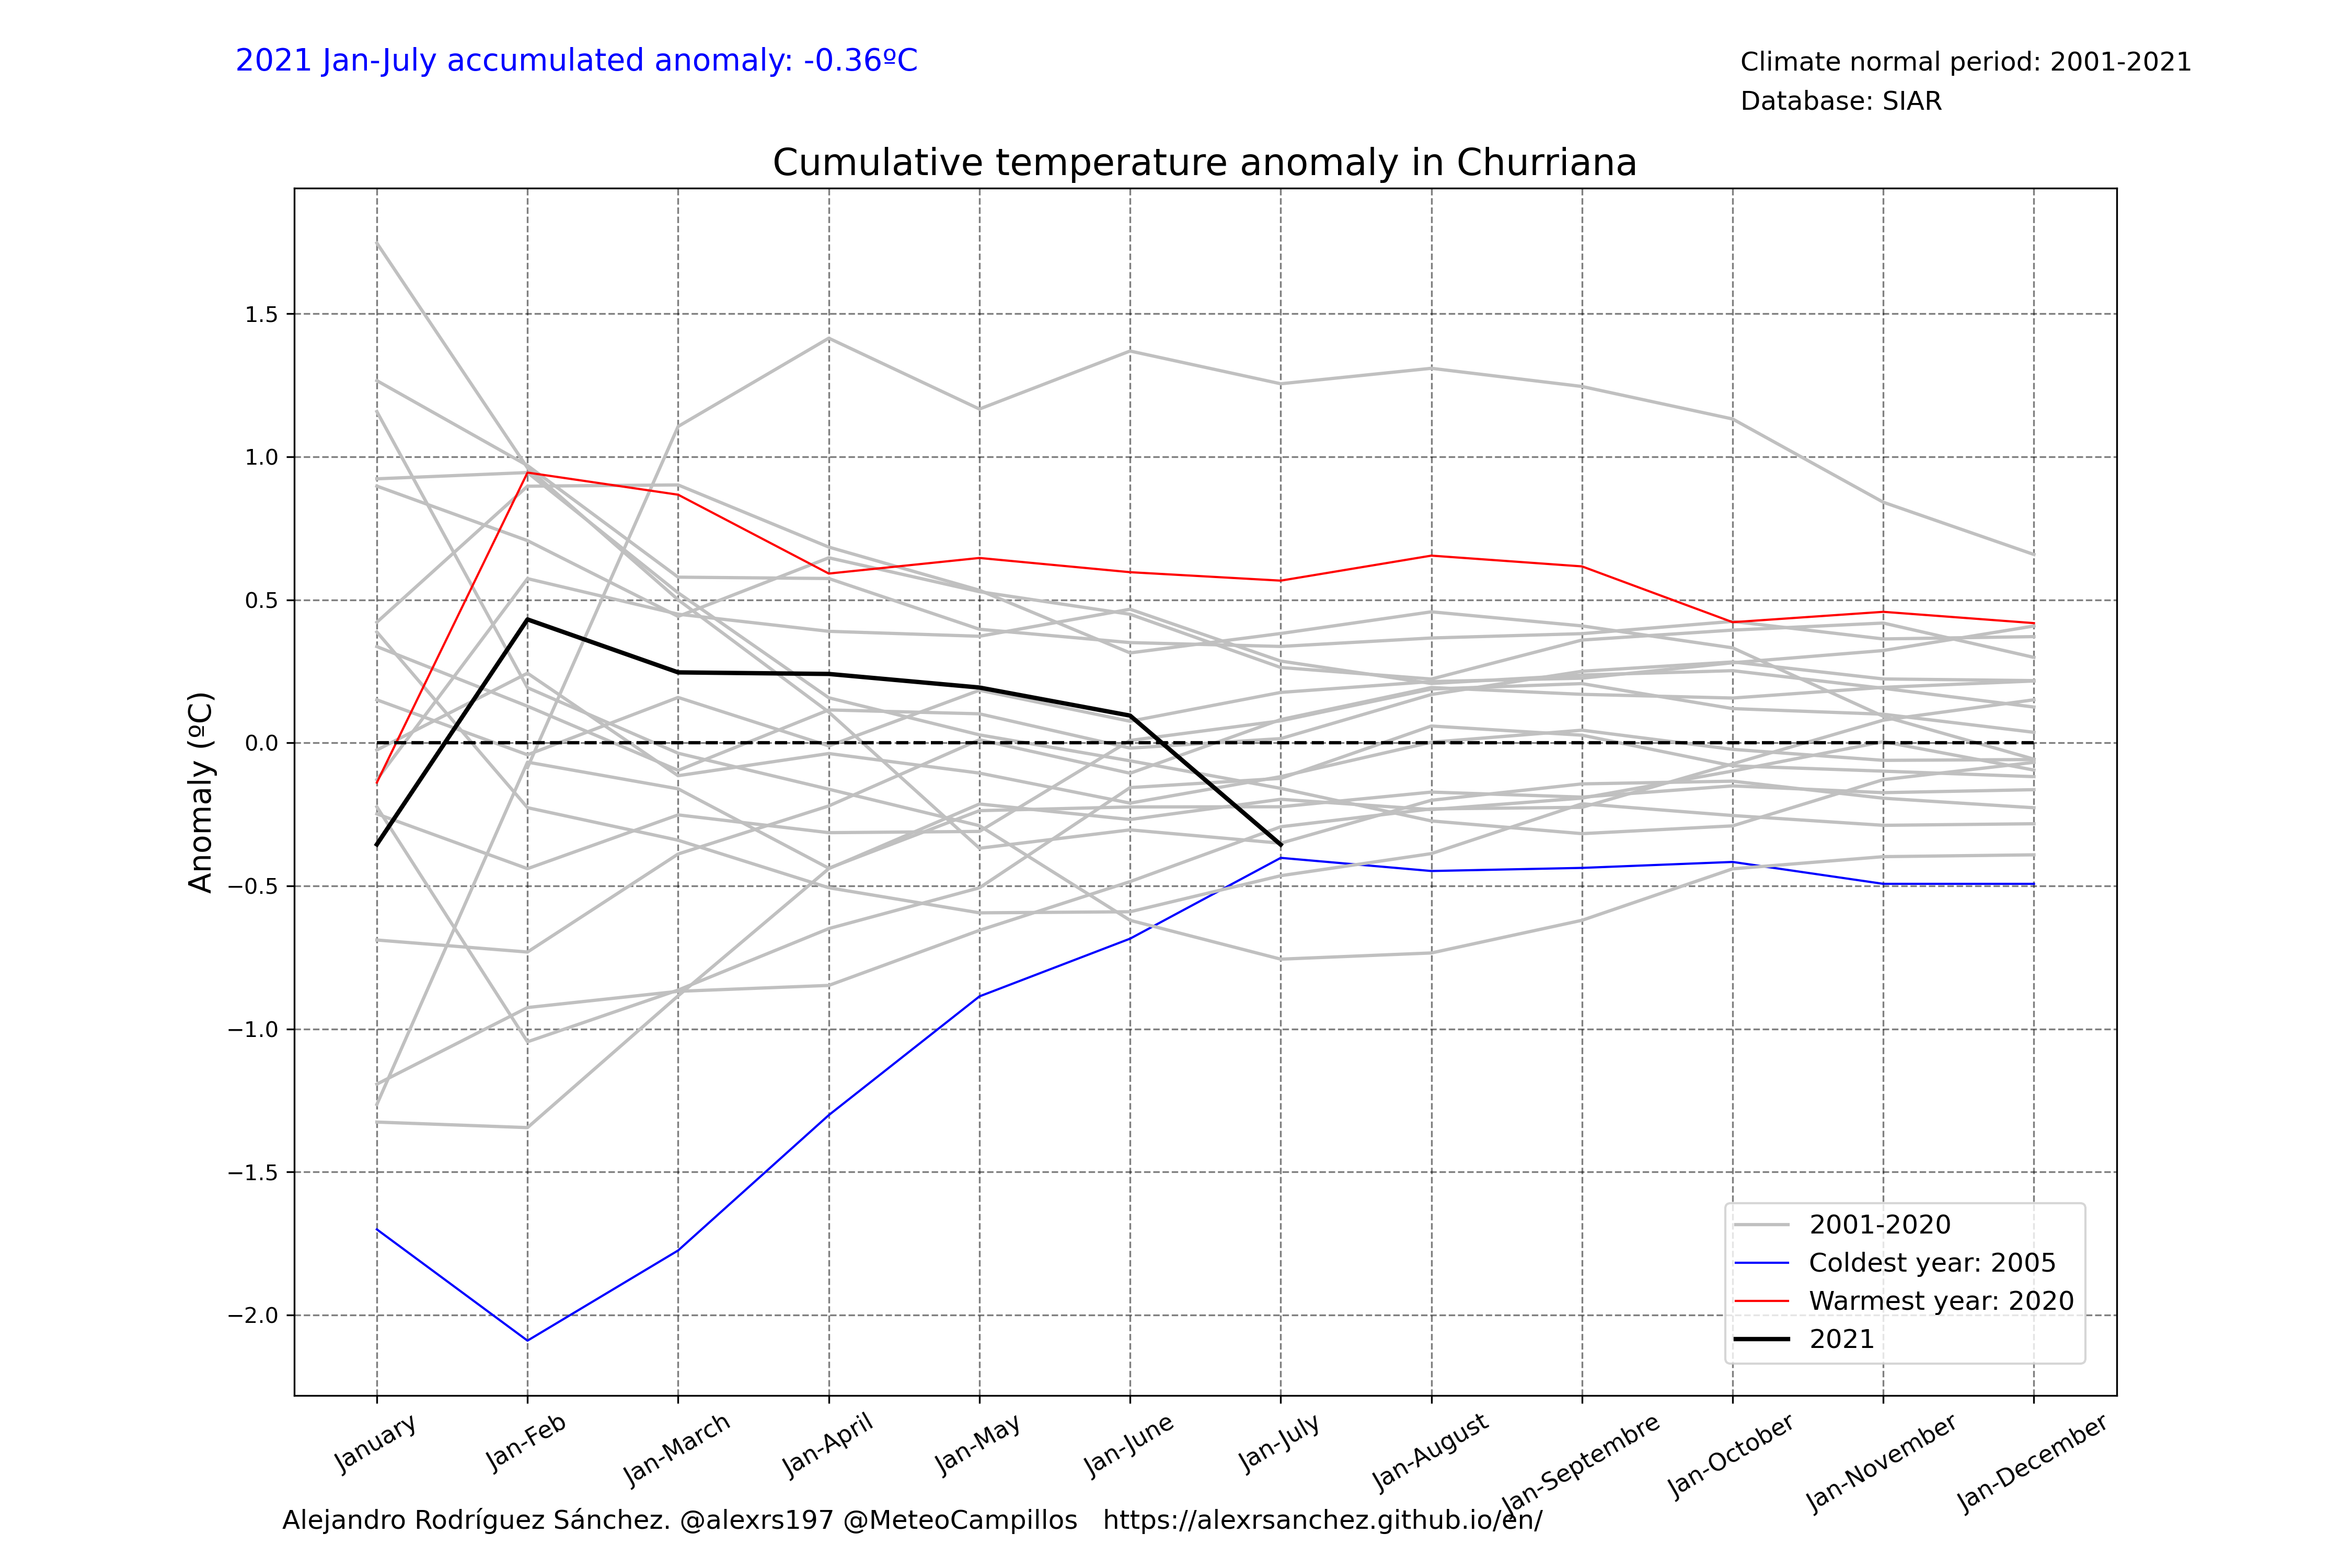 2021 Jan-July accumulated anomaly: -0.36ºC
Climate normal period: 2001-2021
Database: SIAR
Cumulative temperature anomaly in Churriana
Anomaly (ºC)
1.5
1.0
0.5
0.0
−0.5
−1.0
−1.5
−2.0
2001-2020
Coldest year: 2005
Warmest year: 2020
2021
January
Jan-Feb
Jan-March
Jan-April
Jan-May
Jan-June
Jan-July
Jan-August
Jan-Septembre
Jan-October
Jan-November
Jan-December
Alejandro Rodríguez Sánchez. @alexrs197 @MeteoCampillos https://alexrsanchez.github.io/en/